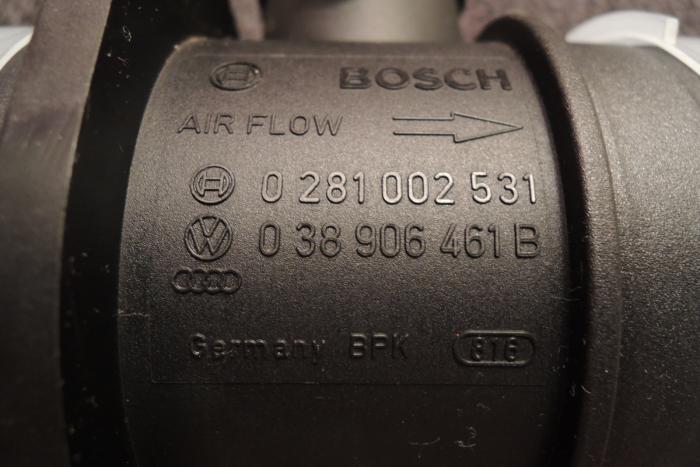 BOSCH
AIR FLOW
0 281 002 531
0 38 906 461 B
Germany BPK 816